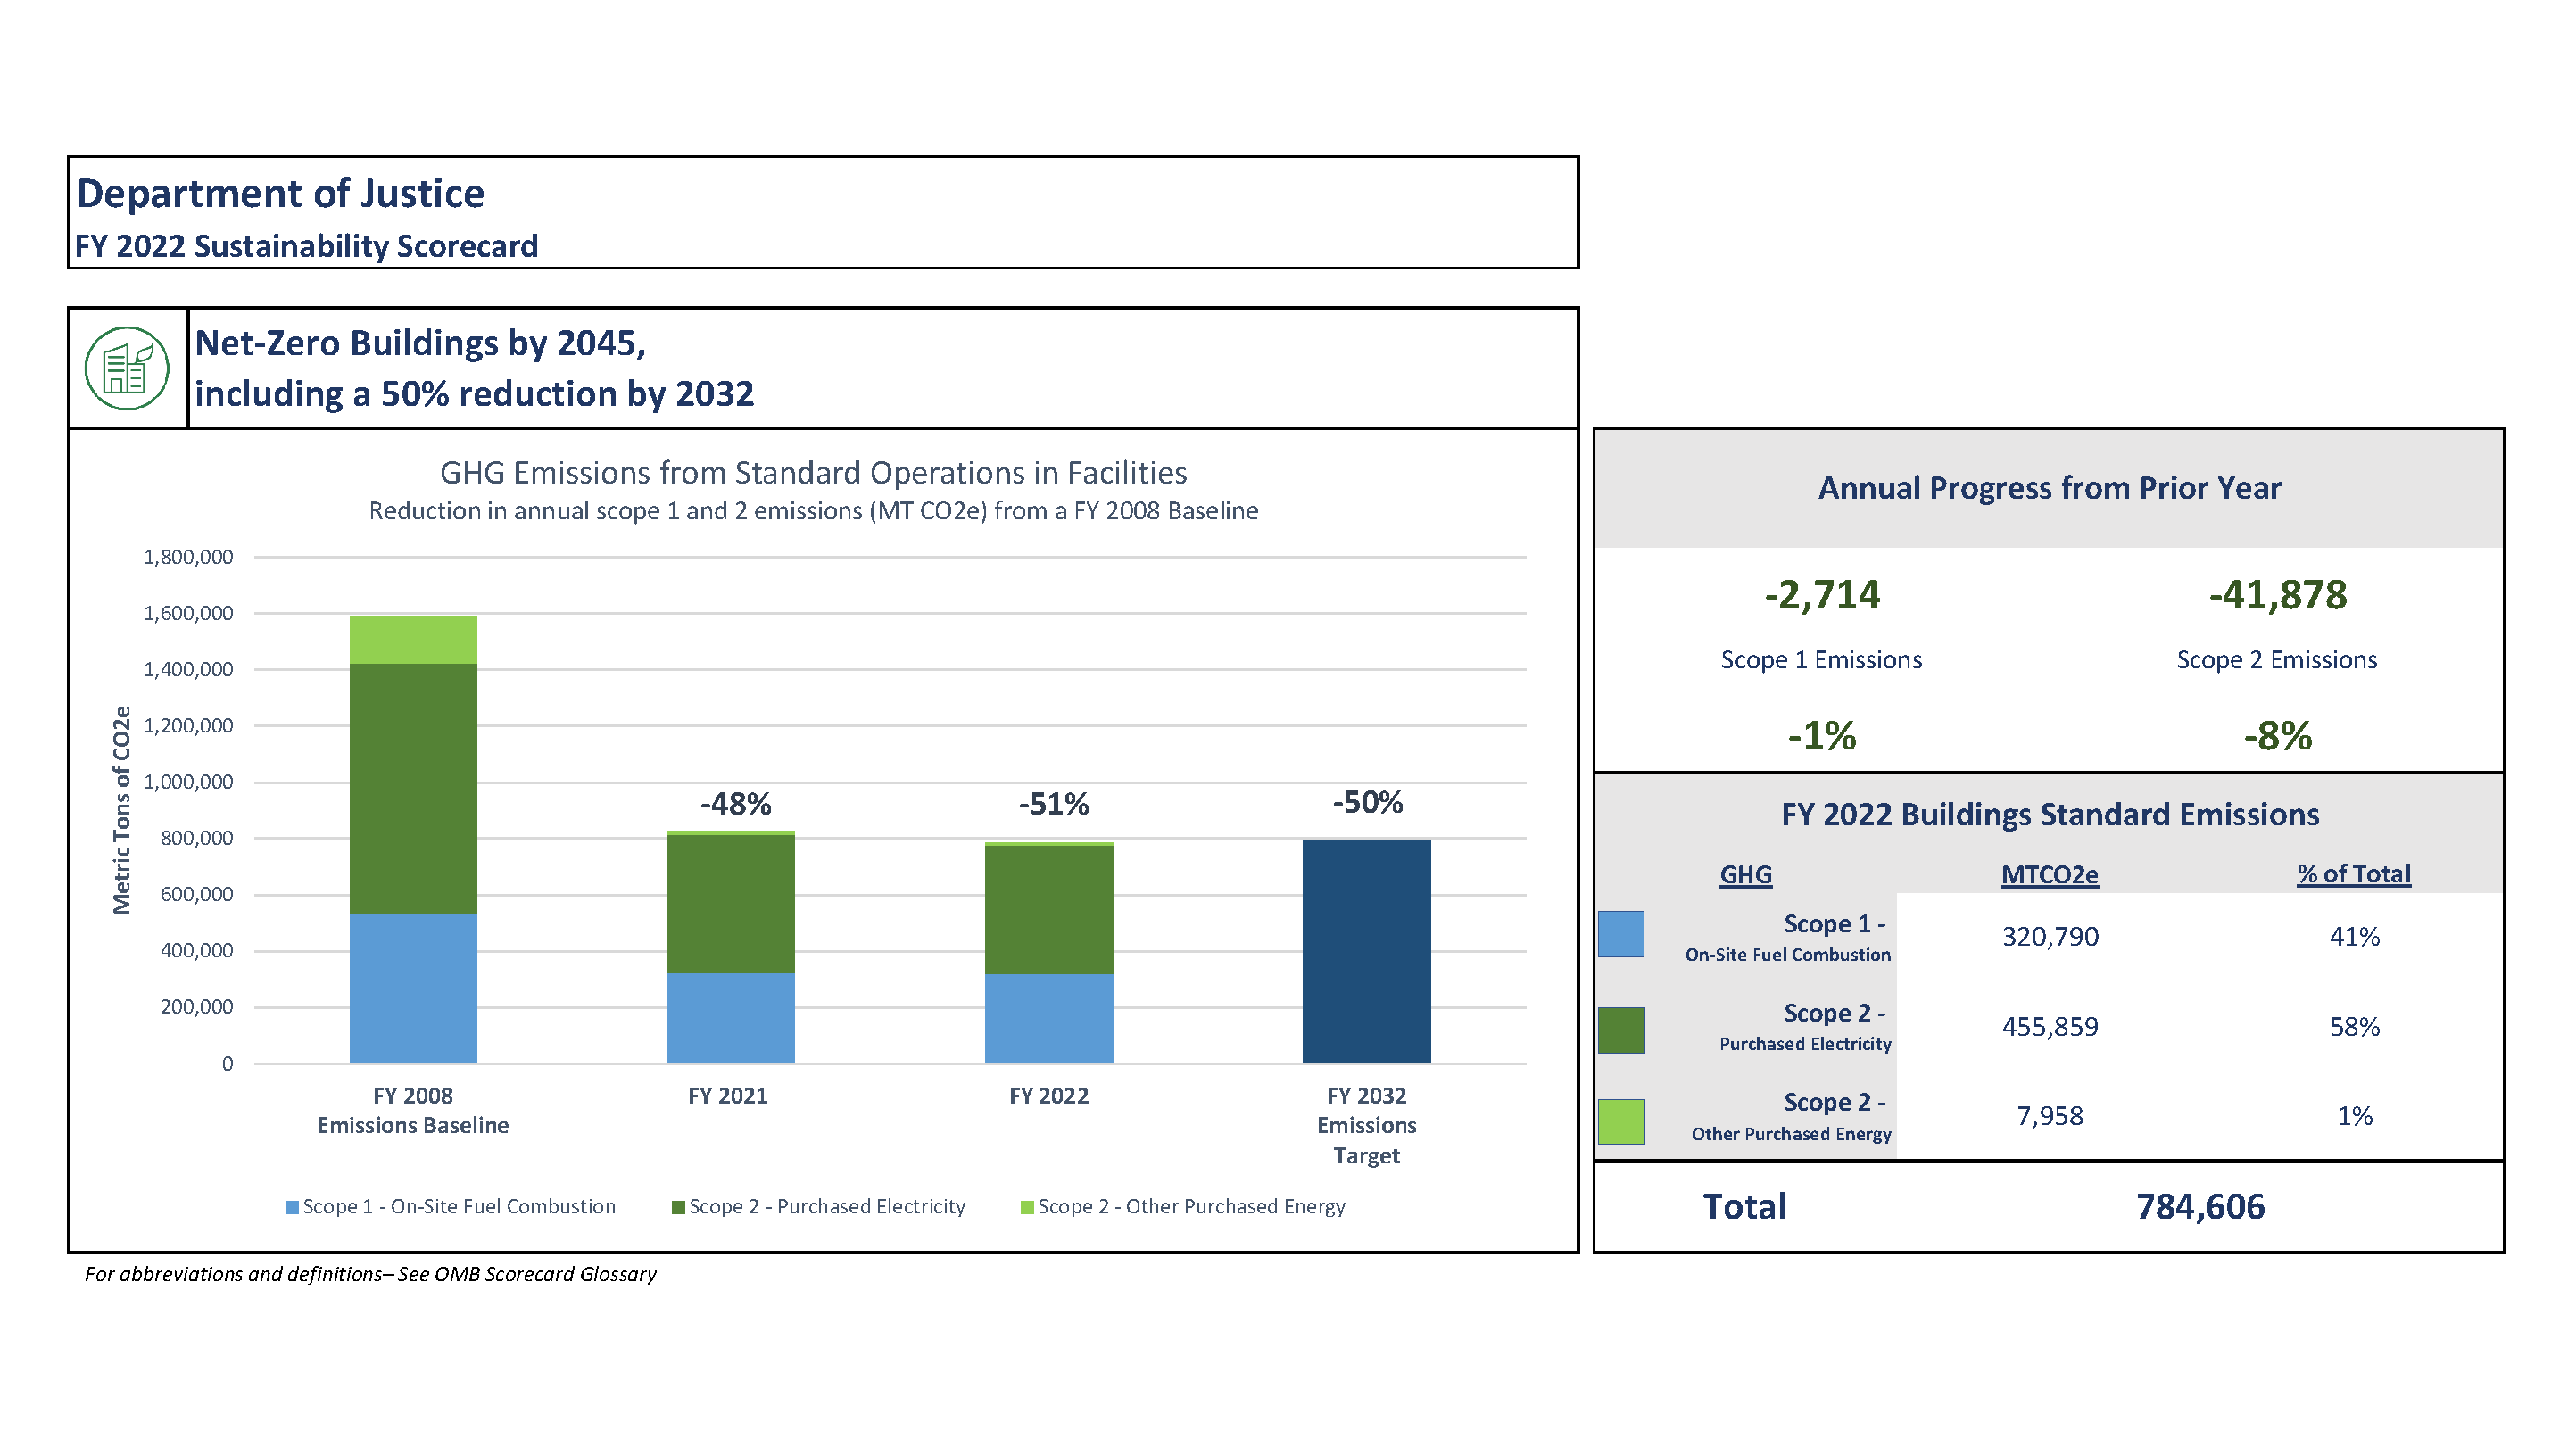 Department of Justice
FY 2022 Sustainability Scorecard
Net-Zero Buildings by 2045,
including a 50% reduction by 2032
GHG Emissions from Standard Operations in Facilities
Reduction in annual scope 1 and 2 emissions (MT CO2e) from a FY 2008 Baseline
Metric Tons of CO2e
1,800,000
1,600,000
1,400,000
1,200,000
1,000,000
800,000
600,000
400,000
200,000
0
-48%
-51%
-50%
FY 2008
Emissions Baseline
FY 2021
FY 2022
FY 2032
Emissions
Target
Scope 1 - On-Site Fuel Combustion
Scope 2 - Purchased Electricity
Scope 2 - Other Purchased Energy
Annual Progress from Prior Year
-2,714 -41,878
Scope 1 Emissions Scope 2 Emissions
-1% -8%
FY 2022 Buildings Standard Emissions
GHG MTCO2e % of Total
Scope 1 -
On-Site Fuel Combustion
320,790 41%
Scope 2 -
Purchased Electricity
455,859 58%
Scope 2 -
Other Purchased Energy
7,958 1%
Total 784,606
For abbreviations and definitions– See OMB Scorecard Glossary